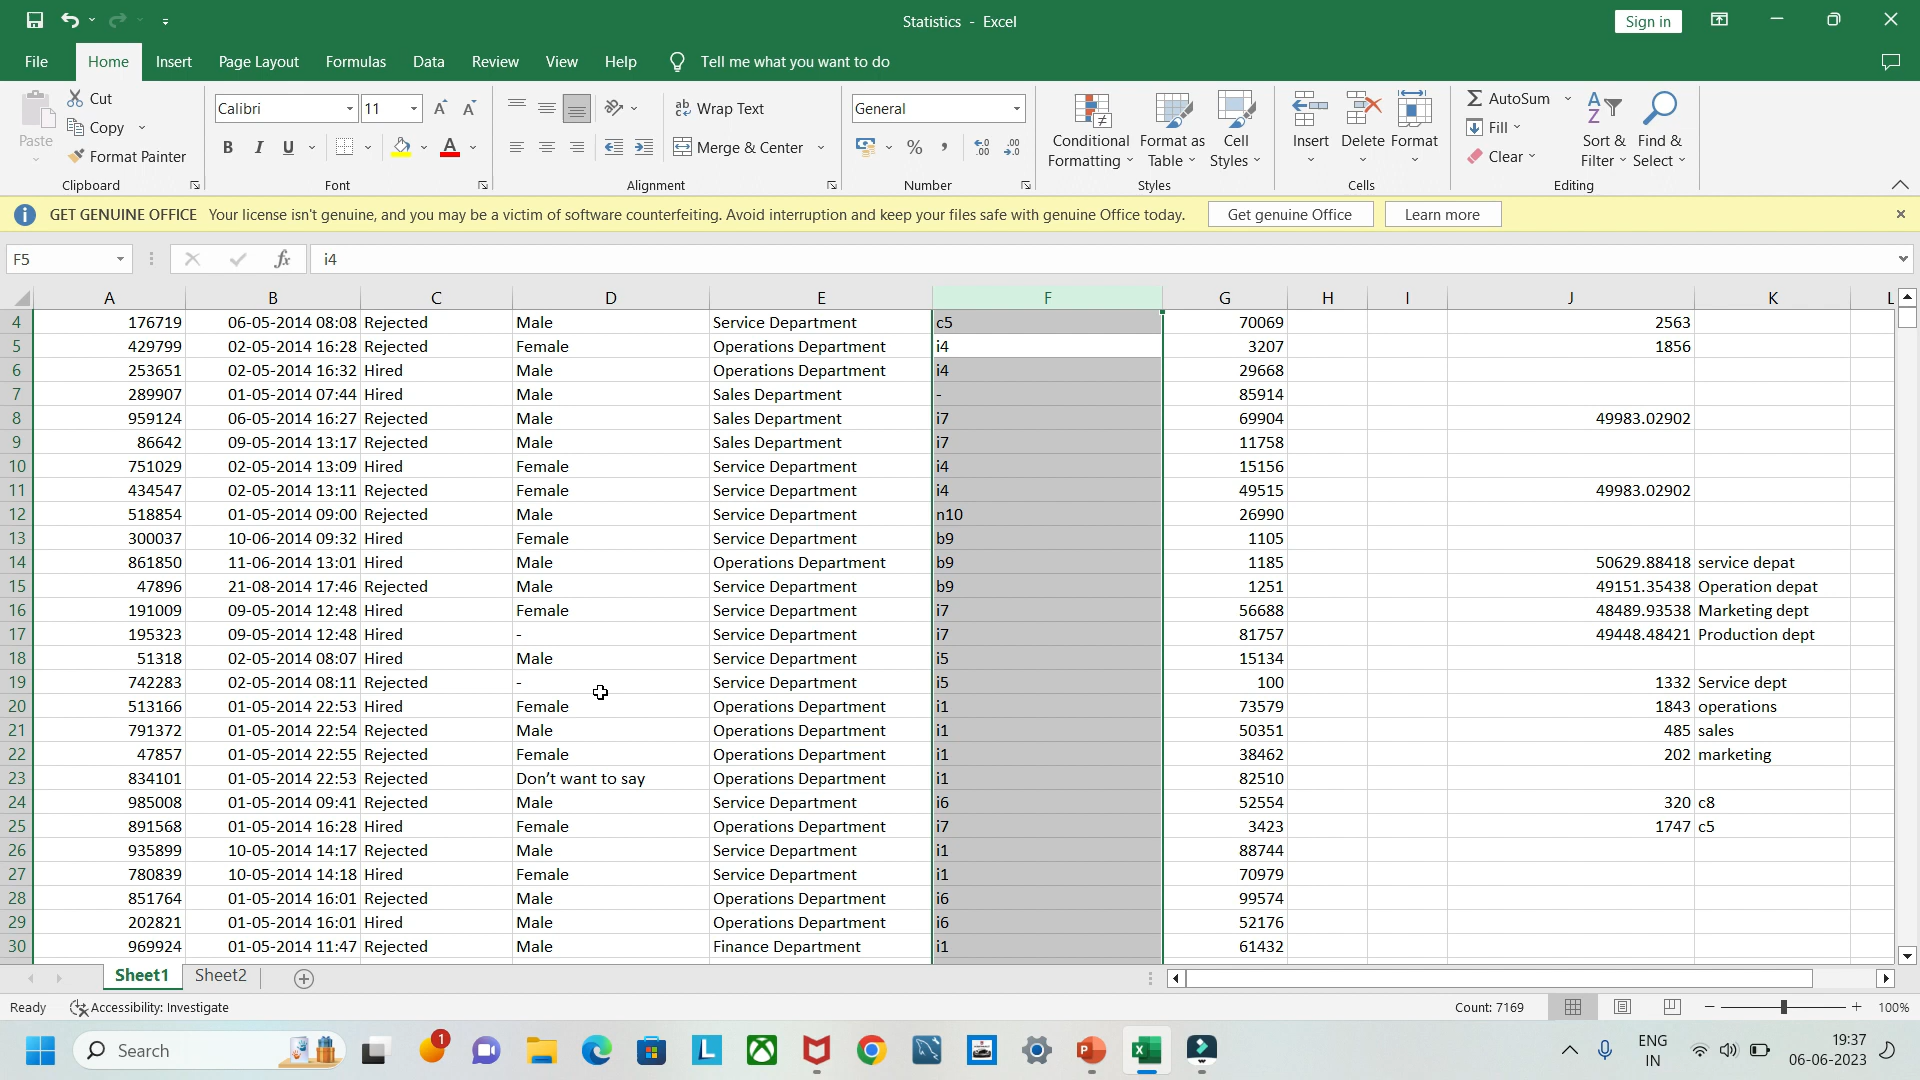 Statistics - Excel
Sign in
File Home Insert Page Layout Formulas Data Review View Help Tell me what you want to do
Paste
Cut
Copy
Format Painter
Clipboard
Calibri 11
B I U
Font
Wrap Text
Merge & Center
Alignment
General
%
Number
Conditional Formatting
Format as Table
Cell Styles
Styles
Insert Delete Format
Cells
AutoSum
Fill
Clear
Sort & Filter
Find & Select
Editing
GET GENUINE OFFICE Your license isn't genuine, and you may be a victim of software counterfeiting. Avoid interruption and keep your files safe with genuine Office today. Get genuine Office Learn more
F5 fx i4
A B C D E F G H I J K L
4 176719 06-05-2014 08:08 Rejected Male Service Department c5 70069 2563
5 429799 02-05-2014 16:28 Rejected Female Operations Department i4 3207 1856
6 253651 02-05-2014 16:32 Hired Male Operations Department i4 29668
7 289907 01-05-2014 07:44 Hired Male Sales Department - 85914
8 959124 06-05-2014 16:27 Rejected Male Sales Department i7 69904 49983.02902
9 86642 09-05-2014 13:17 Rejected Male Sales Department i7 11758
10 751029 02-05-2014 13:09 Hired Female Service Department i4 15156
11 434547 02-05-2014 13:11 Rejected Female Service Department i4 49515 49983.02902
12 518854 01-05-2014 09:00 Rejected Male Service Department n10 26990
13 300037 10-06-2014 09:32 Hired Female Service Department b9 1105
14 861850 11-06-2014 13:01 Hired Male Operations Department b9 1185 50629.88418 service depat
15 47896 21-08-2014 17:46 Rejected Male Service Department b9 1251 49151.35438 Operation depat
16 191009 09-05-2014 12:48 Hired Female Service Department i7 56688 48489.93538 Marketing dept
17 195323 09-05-2014 12:48 Hired - Service Department i7 81757 49448.48421 Production dept
18 51318 02-05-2014 08:07 Hired Male Service Department i5 15134
19 742283 02-05-2014 08:11 Rejected - Service Department i5 100 1332 Service dept
20 513166 01-05-2014 22:53 Hired Female Operations Department i1 73579 1843 operations
21 791372 01-05-2014 22:54 Rejected Male Operations Department i1 50351 485 sales
22 47857 01-05-2014 22:55 Rejected Female Operations Department i1 38462 202 marketing
23 834101 01-05-2014 22:53 Rejected Don't want to say Operations Department i1 82510
24 985008 01-05-2014 09:41 Rejected Male Service Department i6 52554 320 c8
25 891568 01-05-2014 16:28 Hired Female Operations Department i7 3423 1747 c5
26 935899 10-05-2014 14:17 Rejected Male Service Department i1 88744
27 780839 10-05-2014 14:18 Hired Female Service Department i1 70979
28 851764 01-05-2014 16:01 Rejected Male Operations Department i6 99574
29 202821 01-05-2014 16:01 Hired Male Operations Department i6 52176
30 969924 01-05-2014 11:47 Rejected Male Finance Department i1 61432
Sheet1 Sheet2
Ready Accessibility: Investigate Count: 7169 100%
Search
1
ENG
IN
19:37
06-06-2023